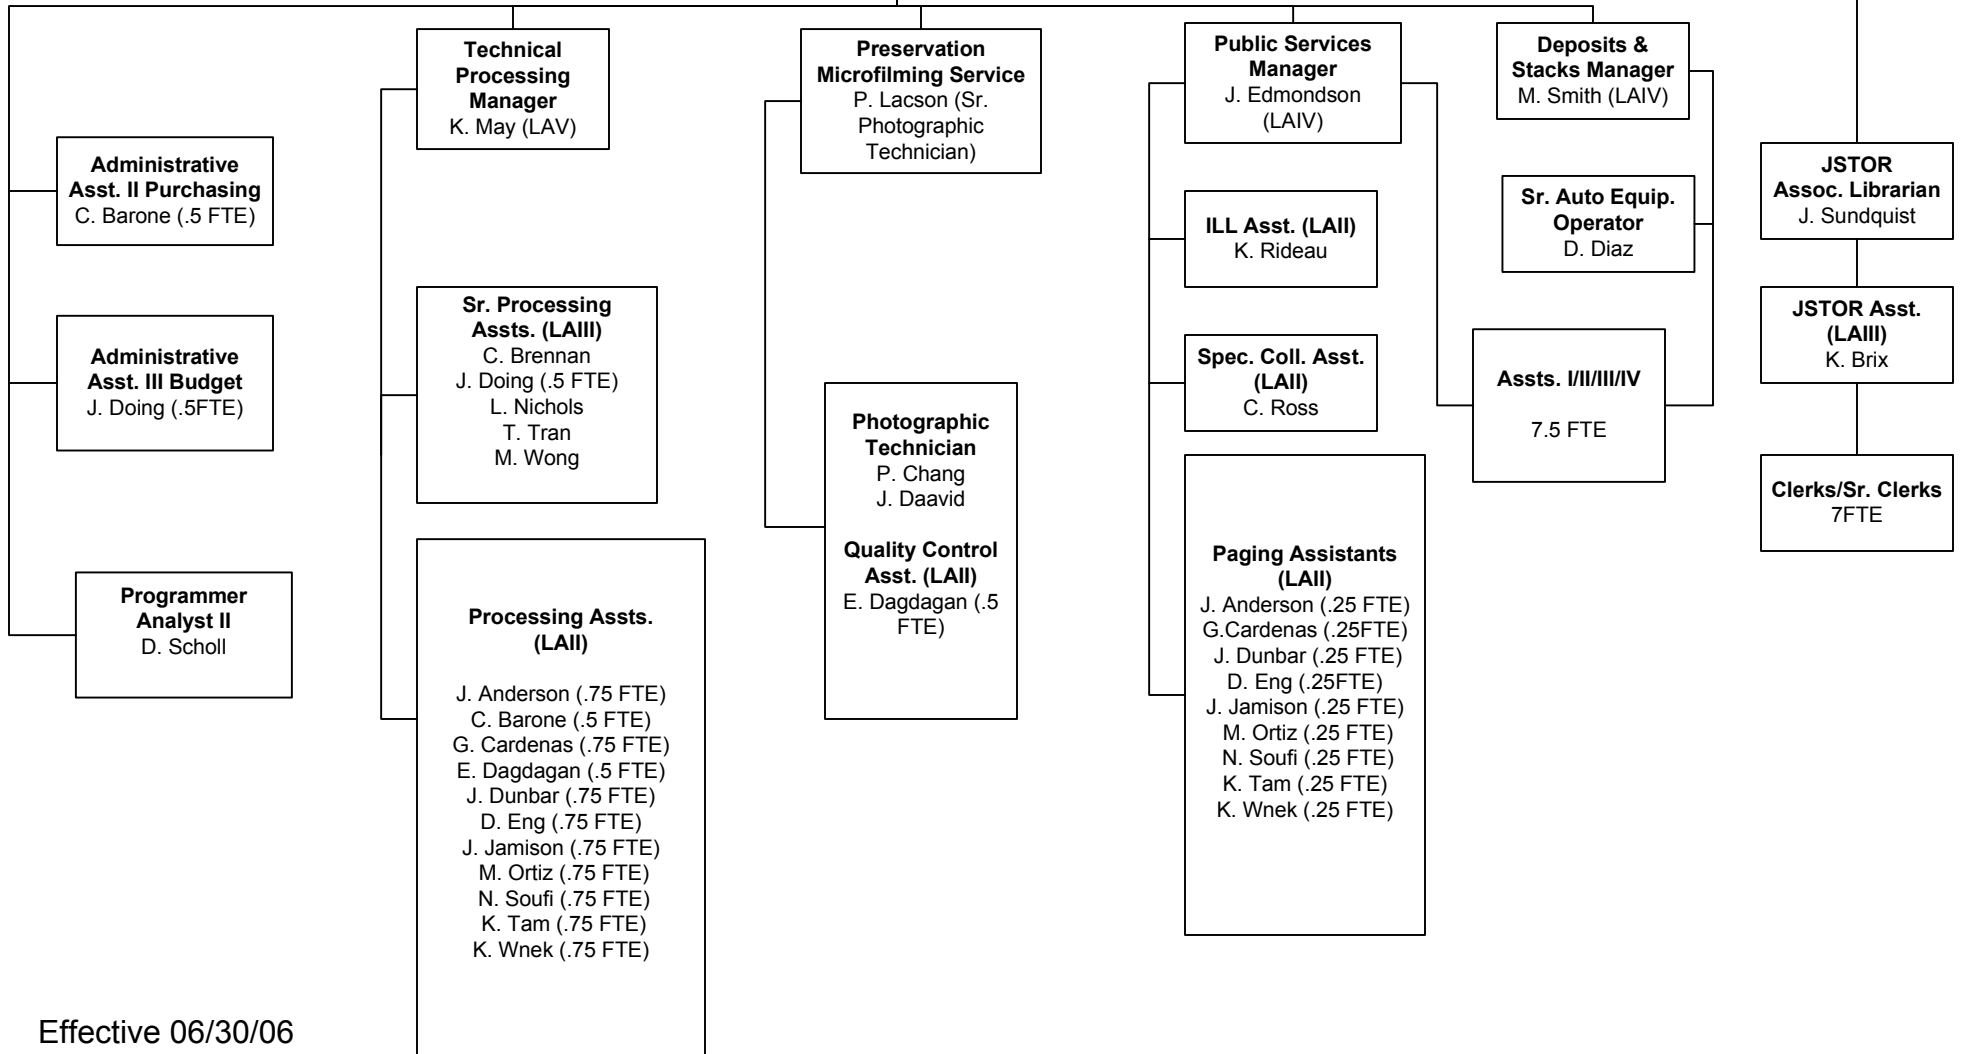 Technical
Processing
Manager
K. May (LAV)
Preservation
Microfilming Service
P. Lacson (Sr.
Photographic
Technician)
Public Services
Manager
J. Edmondson
(LAIV)
Deposits &
Stacks Manager
M. Smith (LAIV)
Administrative
Asst. II Purchasing
C. Barone (.5 FTE)
Administrative
Asst. III Budget
J. Doing (.5FTE)
Programmer
Analyst II
D. Scholl
Sr. Processing
Assts. (LAIII)
C. Brennan
J. Doing (.5 FTE)
L. Nichols
T. Tran
M. Wong
Processing Assts.
(LAII)
J. Anderson (.75 FTE)
C. Barone (.5 FTE)
G. Cardenas (.75 FTE)
E. Dagdagan (.5 FTE)
J. Dunbar (.75 FTE)
D. Eng (.75 FTE)
J. Jamison (.75 FTE)
M. Ortiz (.75 FTE)
N. Soufi (.75 FTE)
K. Tam (.75 FTE)
K. Wnek (.75 FTE)
Photographic
Technician
P. Chang
J. Daavid
Quality Control
Asst. (LAII)
E. Dagdagan (.5
FTE)
ILL Asst. (LAII)
K. Rideau
Spec. Coll. Asst.
(LAII)
C. Ross
Paging Assistants
(LAII)
J. Anderson (.25 FTE)
G.Cardenas (.25FTE)
J. Dunbar (.25 FTE)
D. Eng (.25FTE)
J. Jamison (.25 FTE)
M. Ortiz (.25 FTE)
N. Soufi (.25 FTE)
K. Tam (.25 FTE)
K. Wnek (.25 FTE)
Sr. Auto Equip.
Operator
D. Diaz
Assts. I/II/III/IV
7.5 FTE
JSTOR
Assoc. Librarian
J. Sundquist
JSTOR Asst.
(LAIII)
K. Brix
Clerks/Sr. Clerks
7FTE
Effective 06/30/06